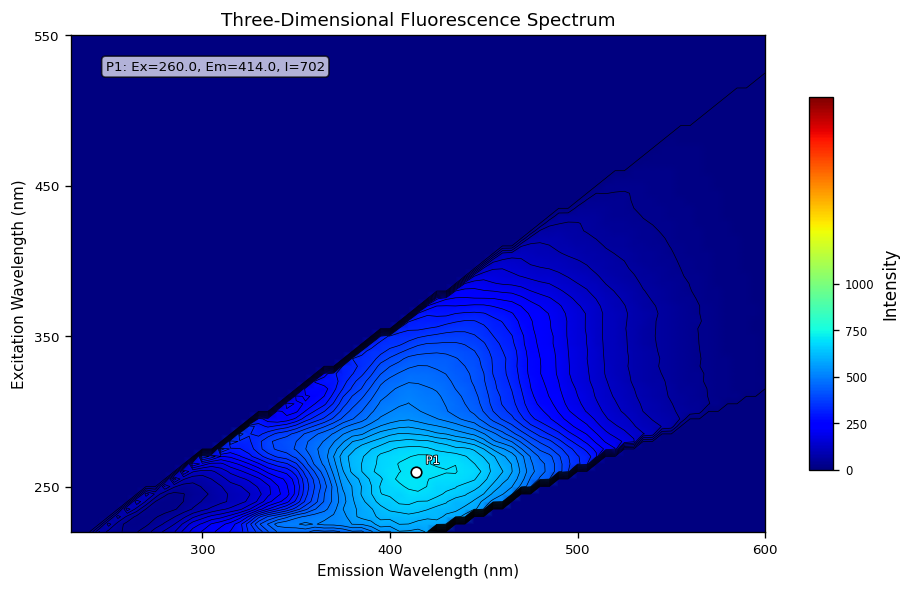 Three-Dimensional Fluorescence Spectrum
P1: Ex=260.0, Em=414.0, I=702
P1
550
450
350
250
Excitation Wavelength (nm)
300
400
500
600
Emission Wavelength (nm)
1000
750
500
250
0
Intensity